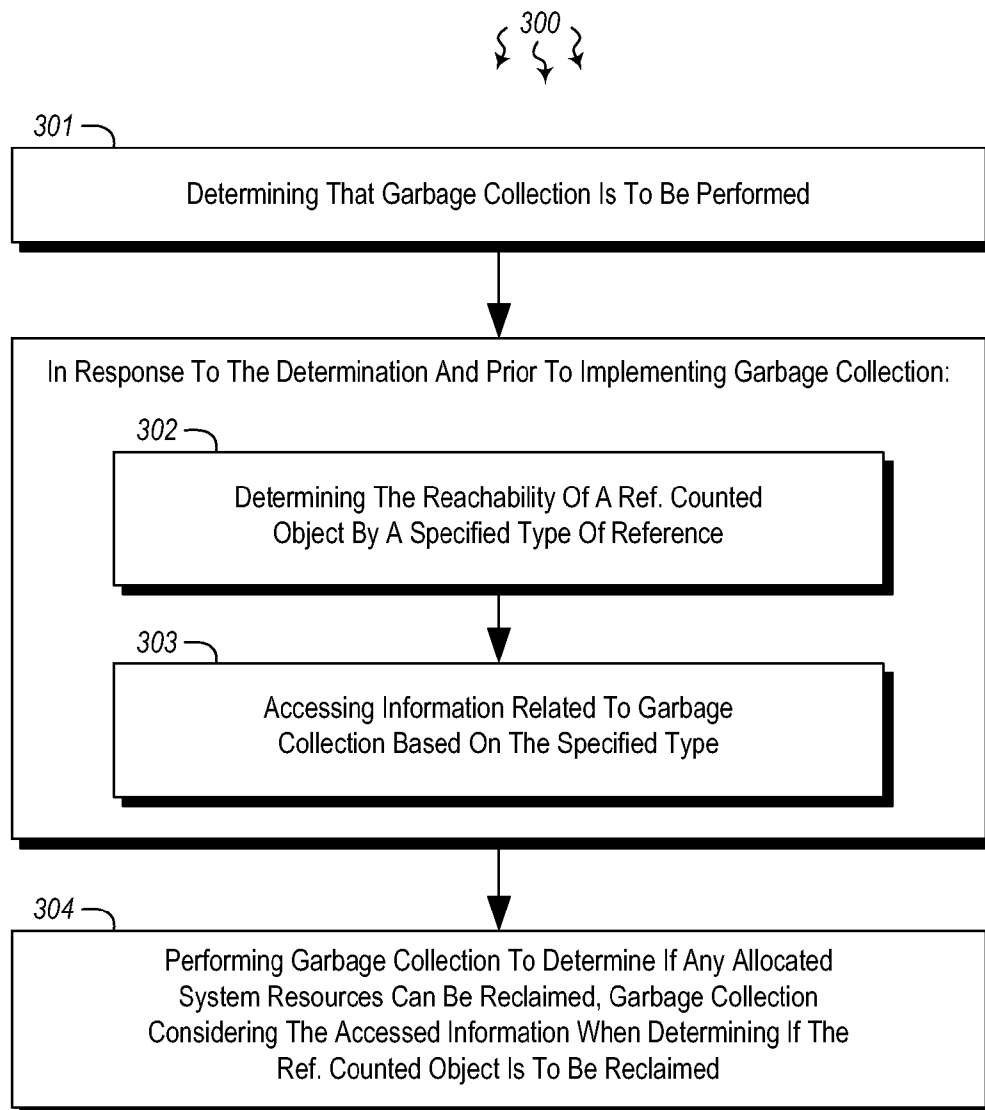 300
301
Determining That Garbage Collection Is To Be Performed
In Response To The Determination And Prior To Implementing Garbage Collection:
302
Determining The Reachability Of A Ref. Counted
Object By A Specified Type Of Reference
303
Accessing Information Related To Garbage
Collection Based On The Specified Type
304
Performing Garbage Collection To Determine If Any Allocated
System Resources Can Be Reclaimed, Garbage Collection
Considering The Accessed Information When Determining If The
Ref. Counted Object Is To Be Reclaimed